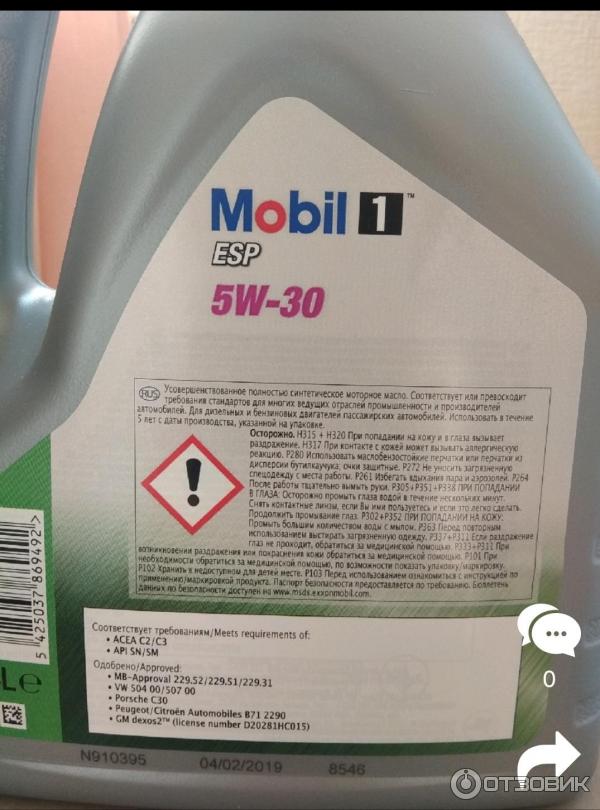 Mobil 1™
ESP
5W-30
RUS Усовершенствованное полностью синтетическое моторное масло. Соответствует или превосходит
требования стандартов для многих ведущих отраслей промышленности и производителей
автомобилей. Для дизельных и бензиновых двигателей пассажирских автомобилей. Использовать в течение
5 лет с даты производства, указанной на упаковке.
Осторожно. H315 + H320 При попадании на кожу и в глаза вызывает
раздражение. H317 При контакте с кожей может вызывать аллергическую
реакцию. P280 Использовать маслобензостойкие перчатки или перчатки из
дисперсии бутилкаучука; очки защитные. P272 Не уносить загрязненную
спецодежду с места работы. P261 Избегать вдыхания пара и аэрозолей. P264
После работы тщательно вымыть руки. P305+P351+P338 ПРИ ПОПАДАНИИ
В ГЛАЗА: Осторожно промыть глаза водой в течение нескольких минут.
Снять контактные линзы, если Вы ими пользуетесь и если это легко сделать.
Продолжить промывание глаз. P302+P352 ПРИ ПОПАДАНИИ НА КОЖУ:
Промыть большим количеством воды с мылом. P363 Перед повторным
использованием выстирать загрязненную одежду. P337+P311 Если раздражение
глаз не проходит, обратиться за медицинской помощью. P333+P311 При
возникновении раздражения или покраснения кожи обратиться за медицинской помощью. P101 При
необходимости обратиться за медицинской помощью, по возможности показать упаковку/маркировку.
P102 Хранить в недоступном для детей месте. P103 Перед использованием ознакомиться с инструкцией по
применению/маркировкой продукта. Паспорт безопасности предоставляется по требованию. Бюллетень
данных по безопасности доступен на www.msds.exxonmobil.com.
5 425037 869492 >
Соответствует требованиям/Meets requirements of:
• ACEA C2/C3
• API SN/SM
Одобрено/Approved:
• MB-Approval 229.52/229.51/229.31
• VW 504 00/507 00
• Porsche C30
• Peugeot/Citroën Automobiles B71 2290
• GM dexos2™ (license number D20281HC015)
L℮
N910395 04/02/2019 8546
0
ОТЗОВИК